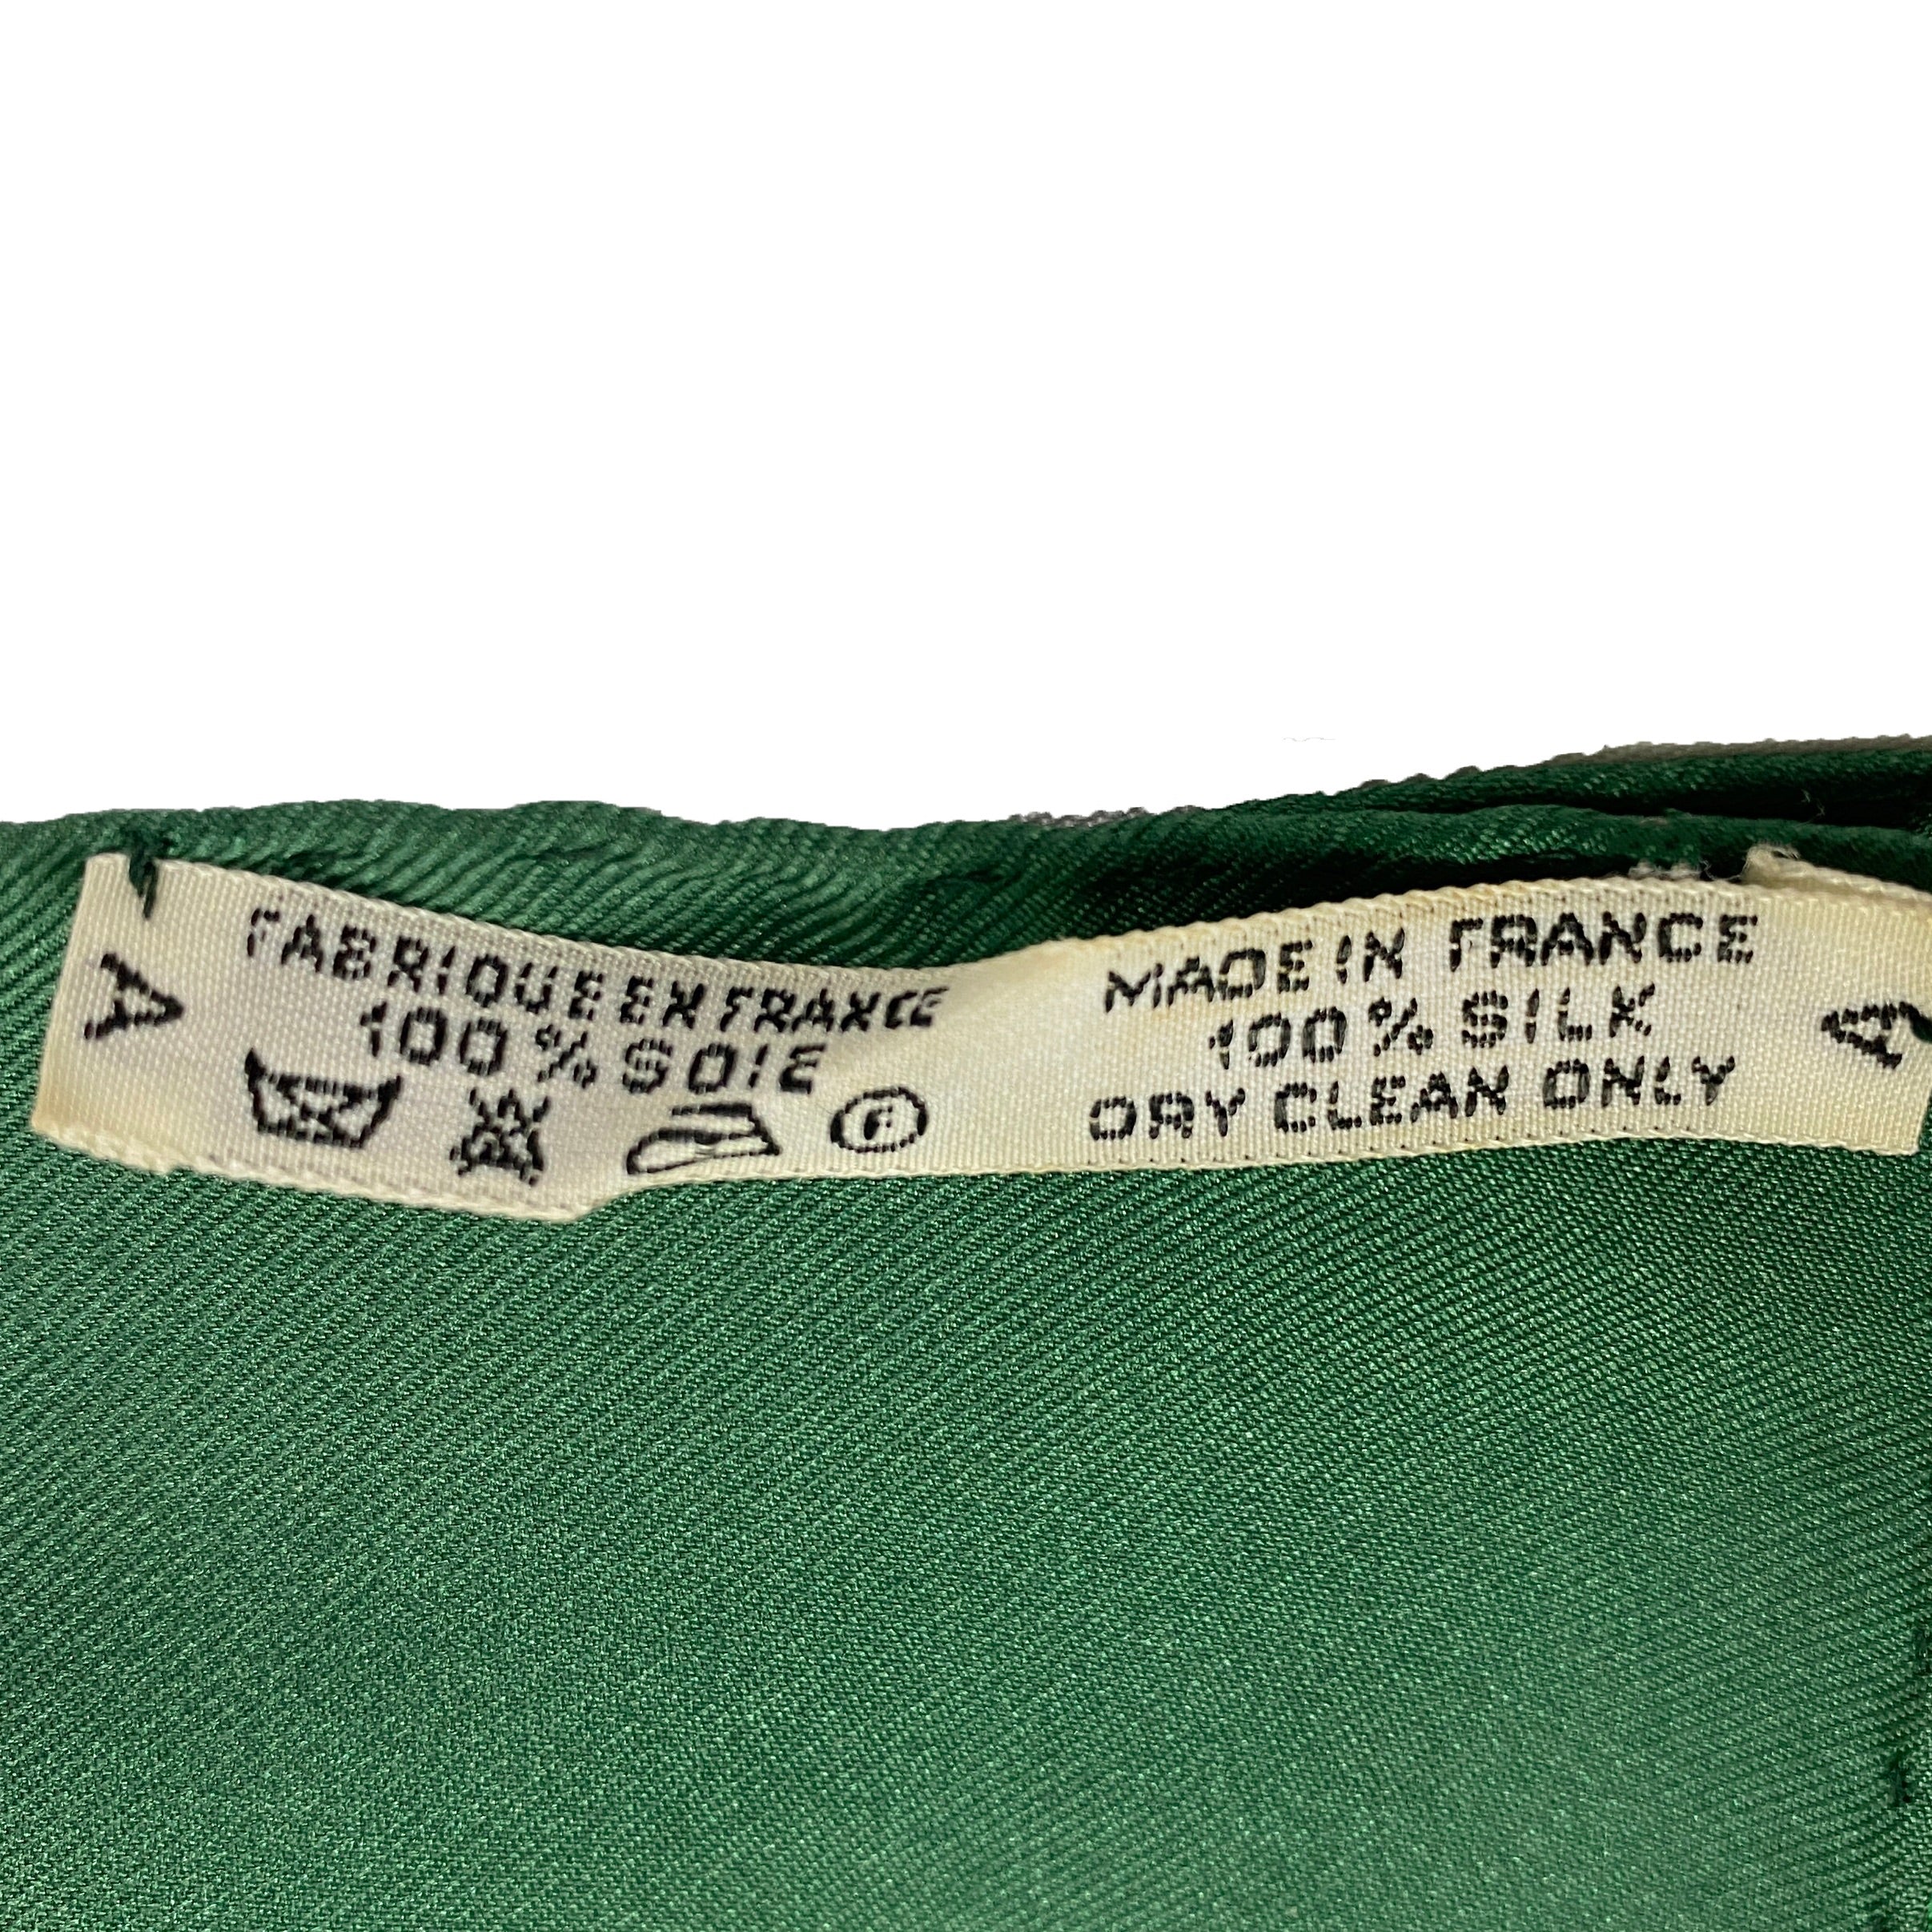 A
FABRIQUE EN FRANCE
100 % SOIE
F
MADE IN FRANCE
100 % SILK
DRY CLEAN ONLY
A